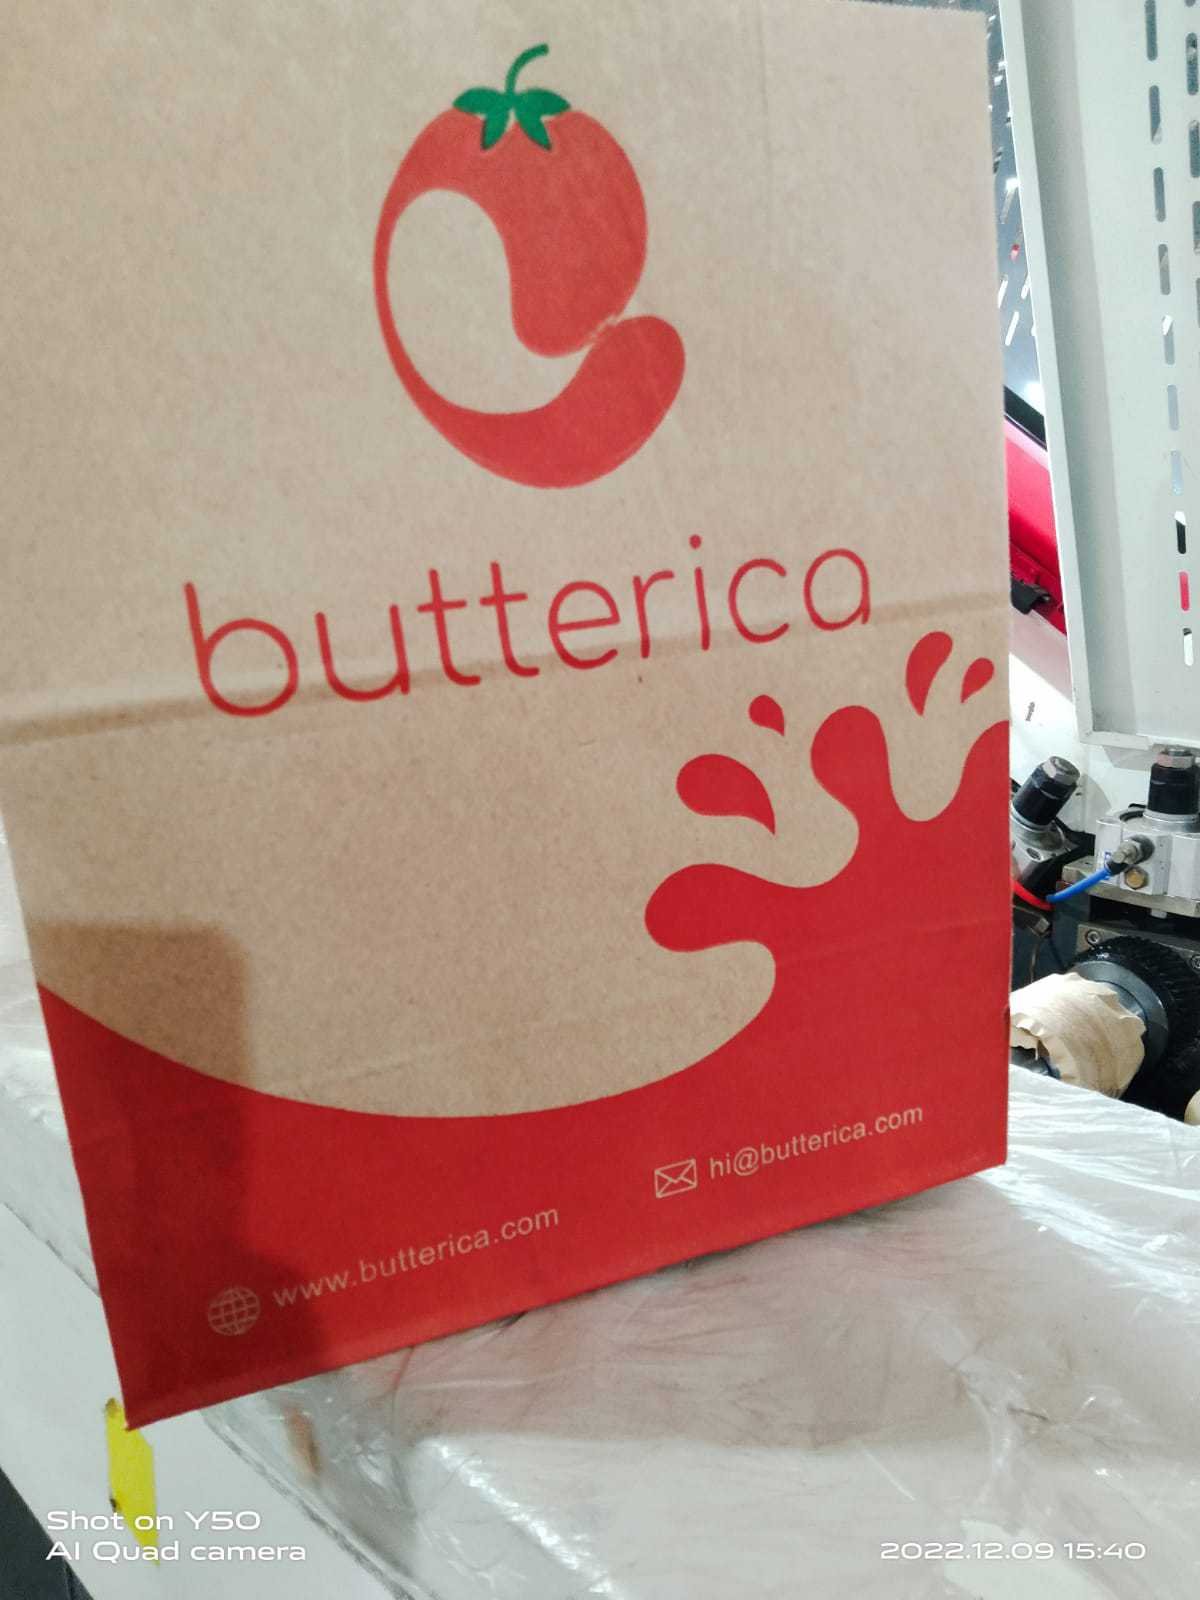 butterica
hi@butterica.com
www.butterica.com
Shot on Y50
AI Quad camera
2022.12.09 15:40